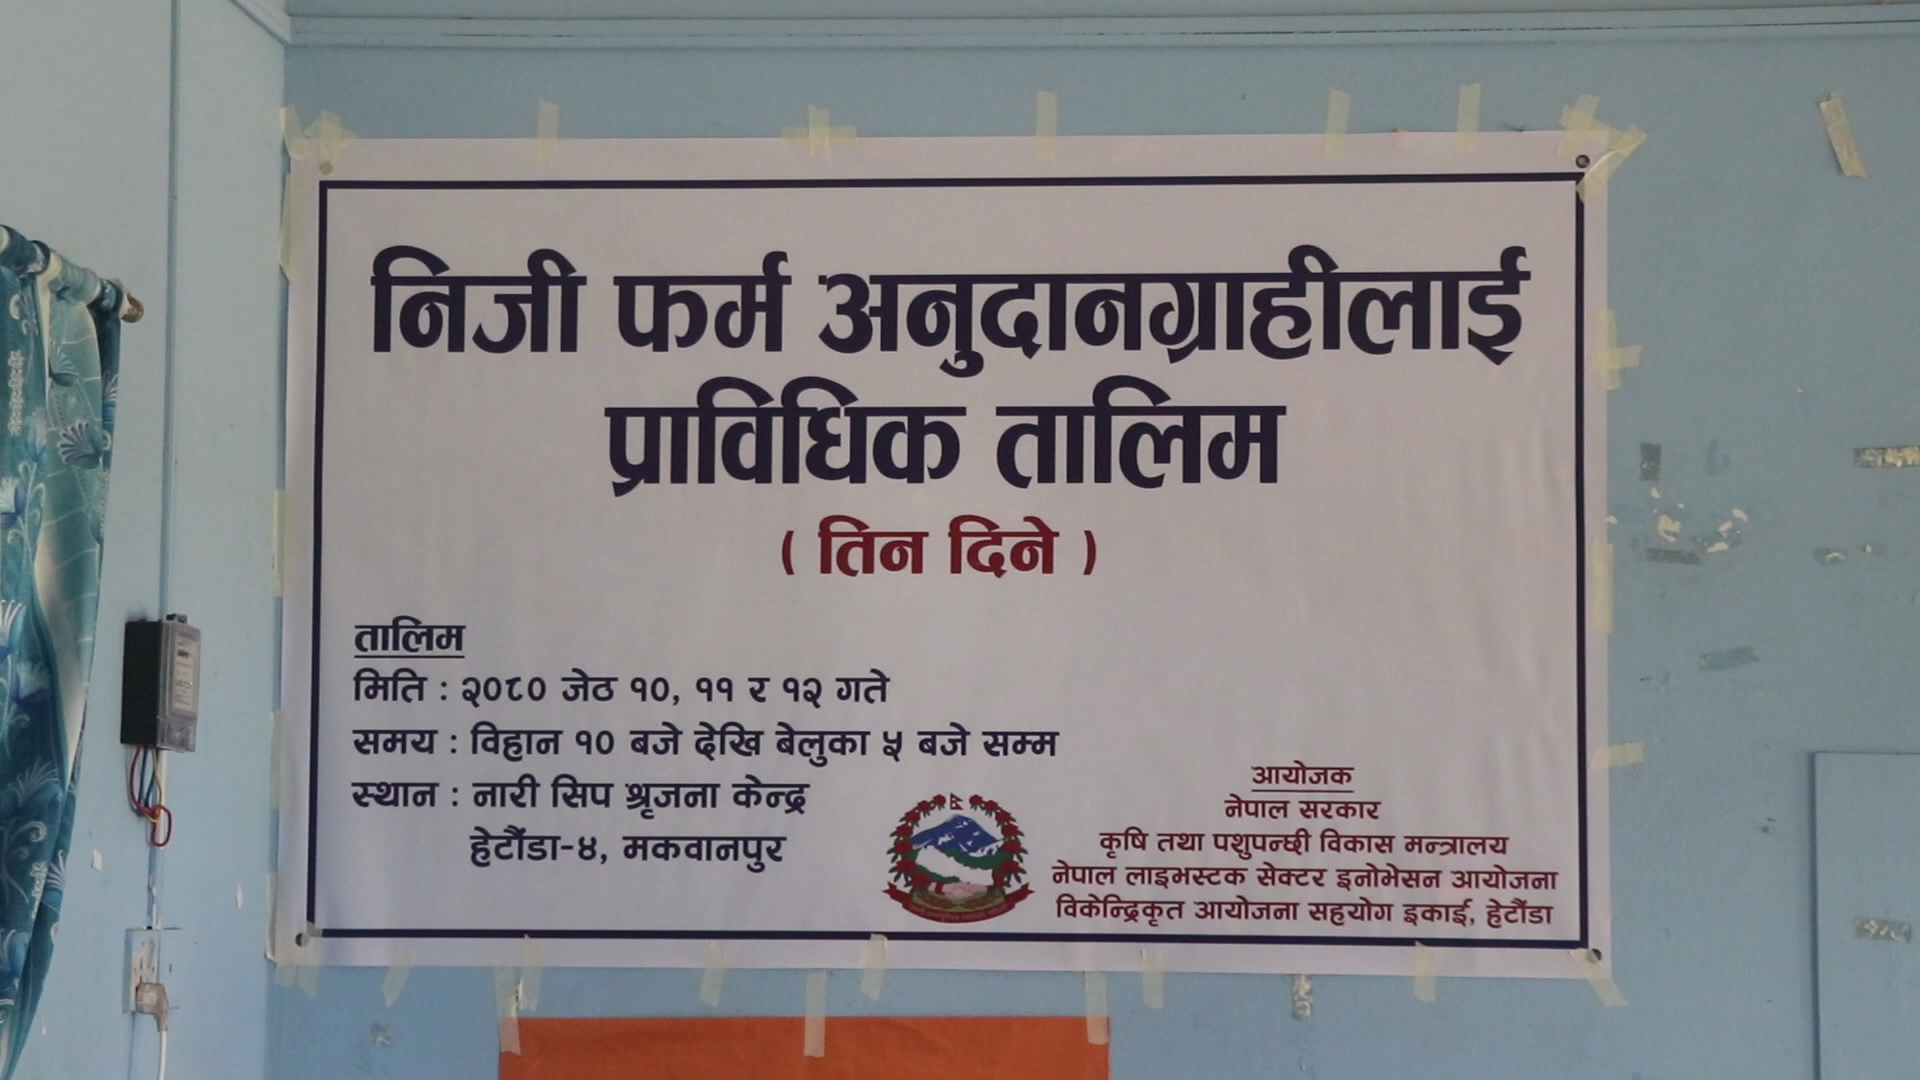 निजी फर्म अनुदानग्राहीलाई
प्राविधिक तालिम
( तिन दिने )
तालिम
मिति : २०८० जेठ १०, ११ र १२ गते
समय : विहान १० बजे देखि बेलुका ५ बजे सम्म
स्थान : नारी सिप श्रृजना केन्द्र
हेटौंडा-४, मकवानपुर
आयोजक
नेपाल सरकार
कृषि तथा पशुपन्छी विकास मन्त्रालय
नेपाल लाइभस्टक सेक्टर इनोभेसन आयोजना
विकेन्द्रिकृत आयोजना सहयोग इकाई, हेटौंडा